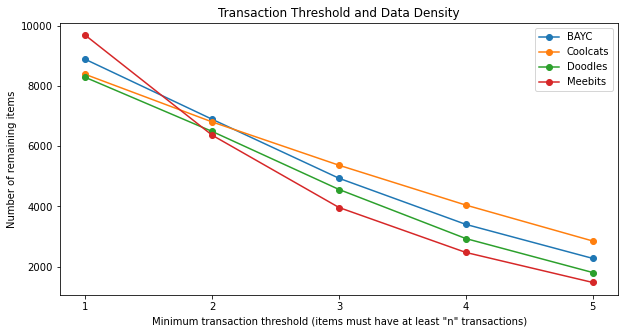 Transaction Threshold and Data Density
BAYC
Coolcats
Doodles
Meebits
Number of remaining items
10000
8000
6000
4000
2000
1 2 3 4 5
Minimum transaction threshold (items must have at least "n" transactions)